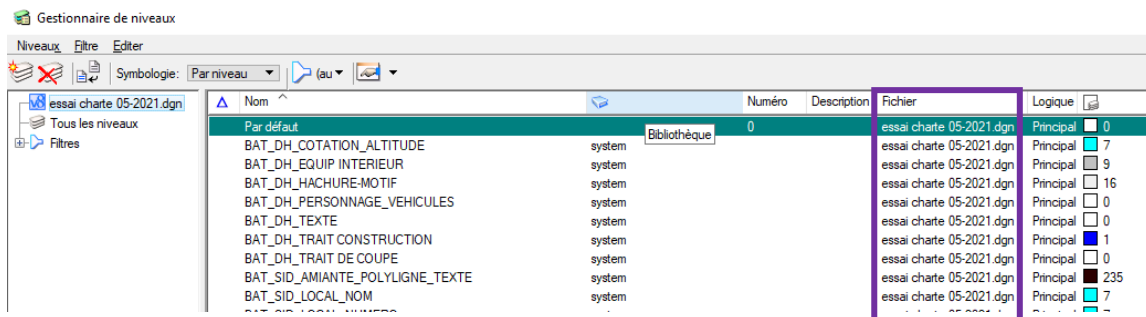 Gestionnaire de niveaux
Niveaux Filtre Editer
Symbologie: Par niveau (au
essai charte 05-2021.dgn
Tous les niveaux
Filtres
Nom Numéro Description Fichier Logique
Par défaut 0 essai charte 05-2021.dgn Principal 0
Bibliothèque
BAT_DH_COTATION_ALTITUDE system essai charte 05-2021.dgn Principal 7
BAT_DH_EQUIP INTERIEUR system essai charte 05-2021.dgn Principal 9
BAT_DH_HACHURE-MOTIF system essai charte 05-2021.dgn Principal 16
BAT_DH_PERSONNAGE_VEHICULES system essai charte 05-2021.dgn Principal 0
BAT_DH_TEXTE system essai charte 05-2021.dgn Principal 0
BAT_DH_TRAIT CONSTRUCTION system essai charte 05-2021.dgn Principal 1
BAT_DH_TRAIT DE COUPE system essai charte 05-2021.dgn Principal 0
BAT_SID_AMIANTE_POLYLIGNE_TEXTE system essai charte 05-2021.dgn Principal 235
BAT_SID_LOCAL_NOM system essai charte 05-2021.dgn Principal 7